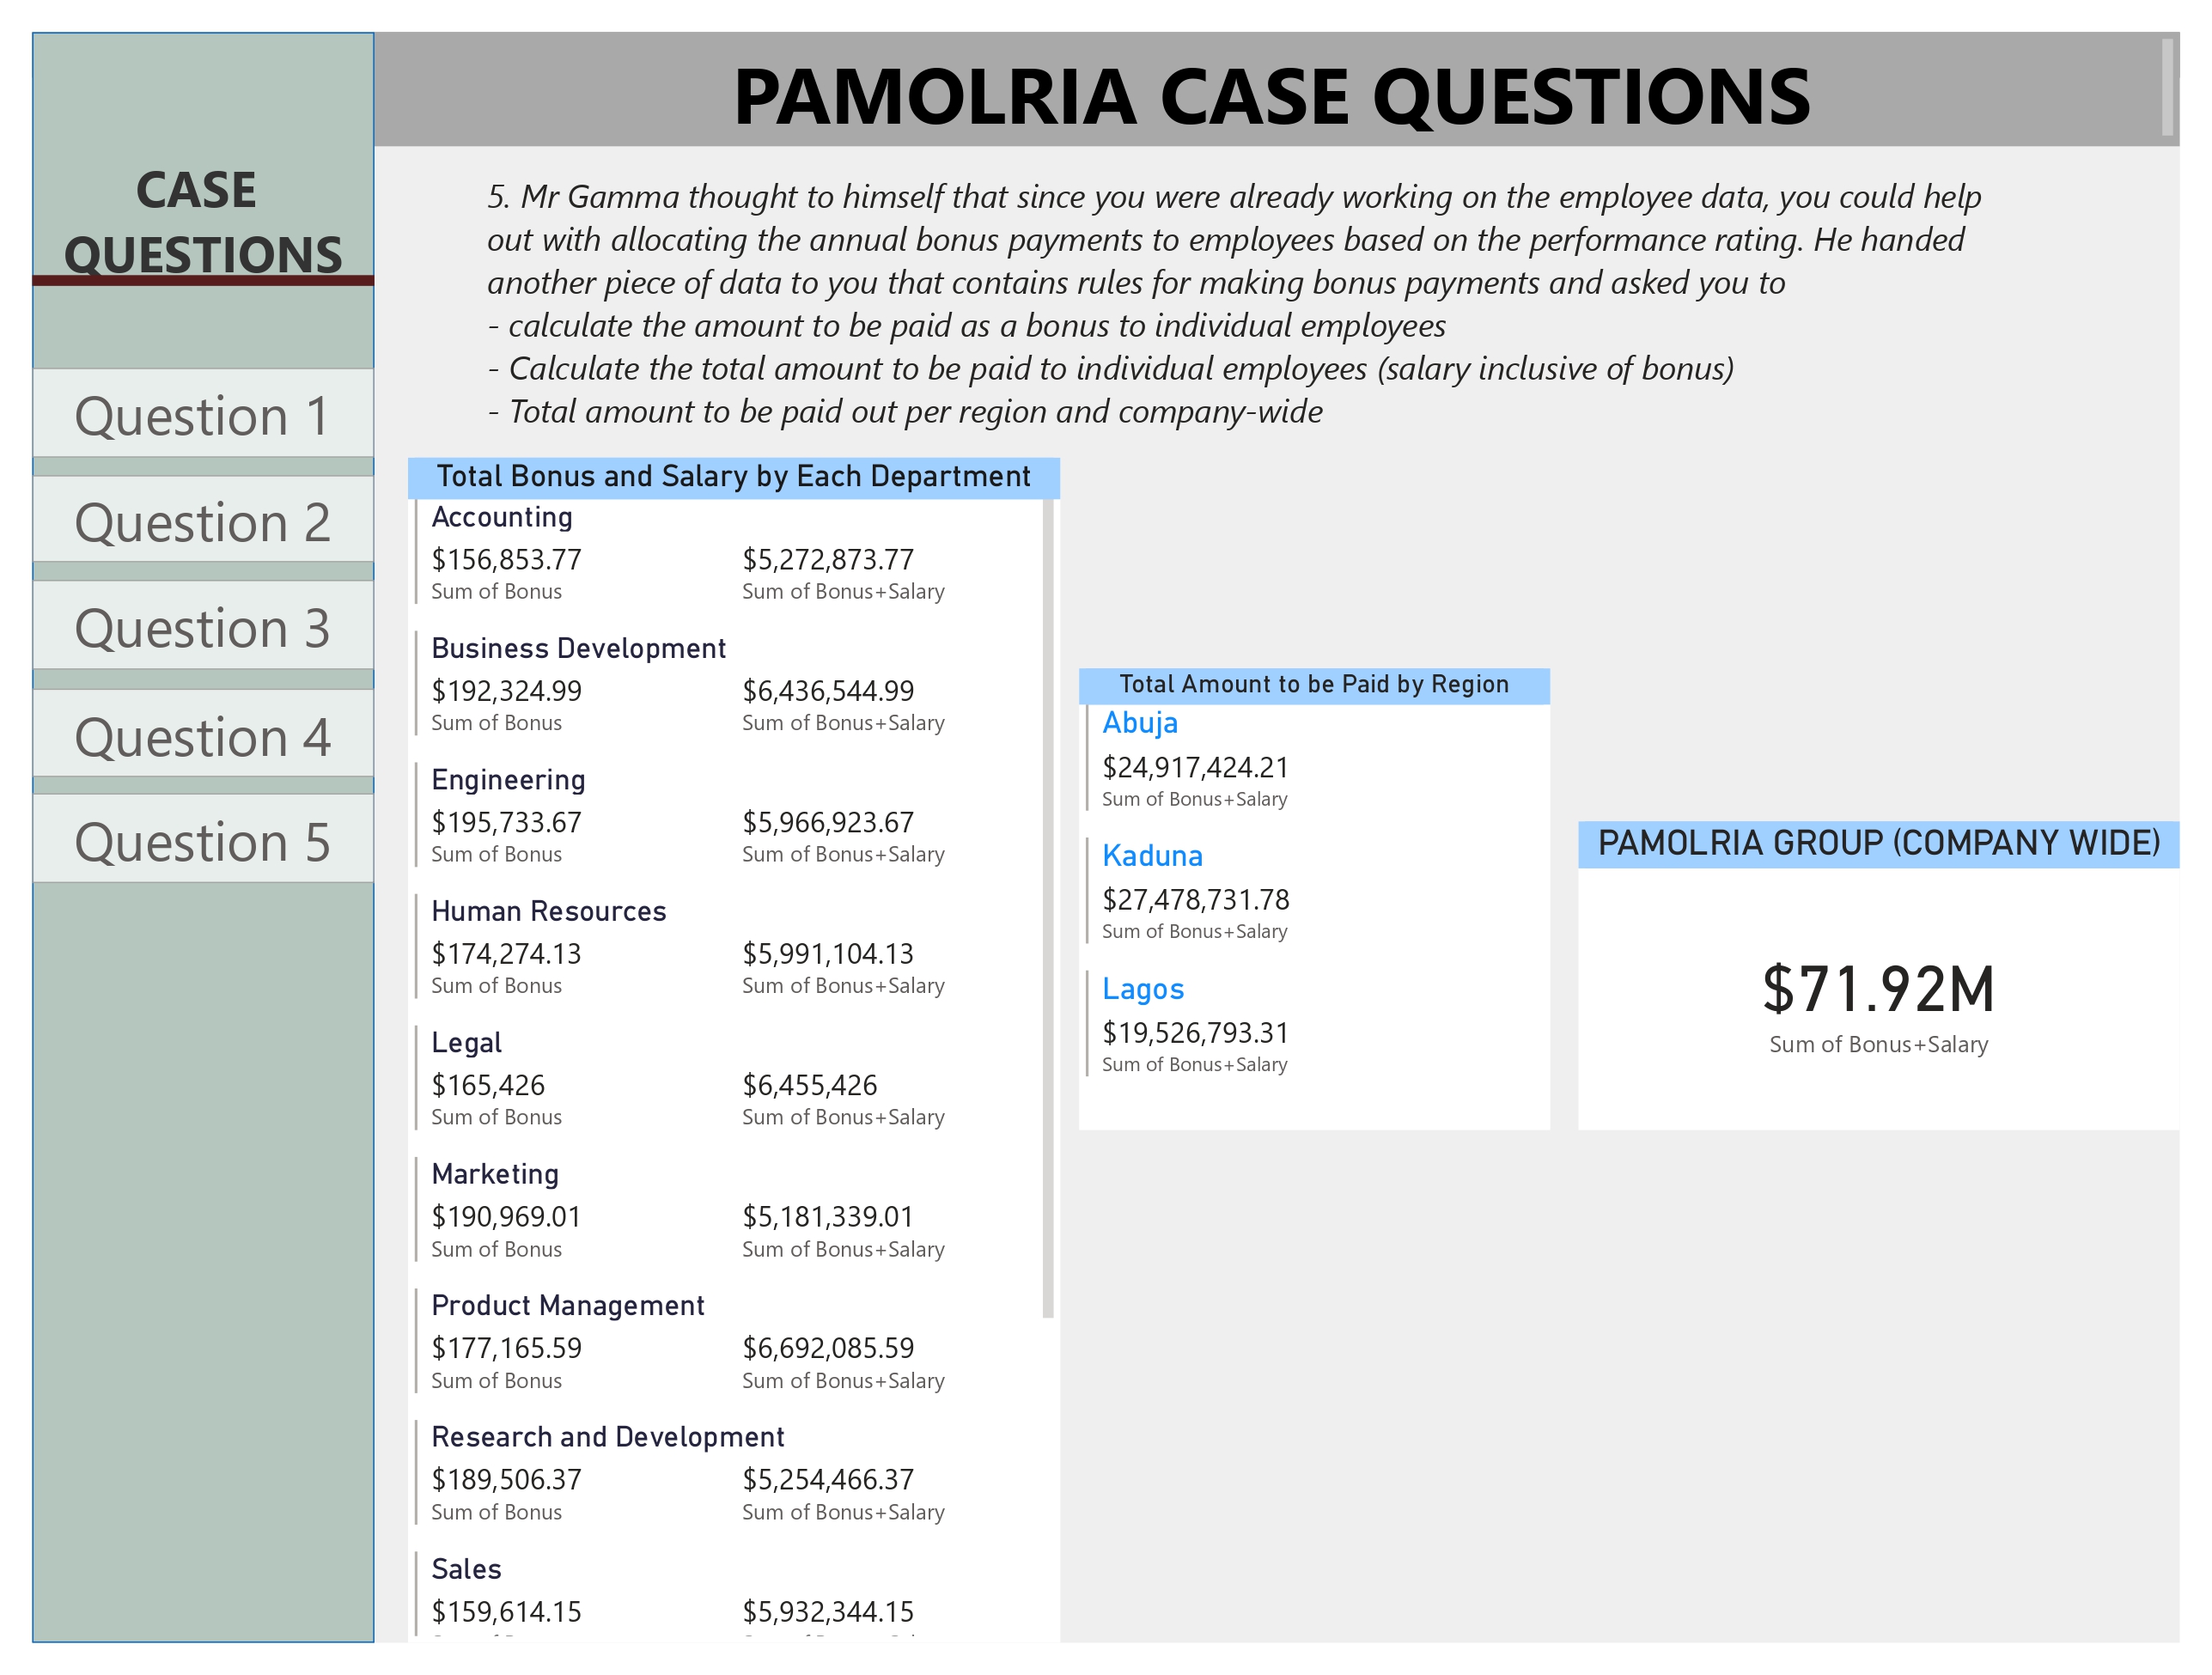 PAMOLRIA CASE QUESTIONS
CASE
QUESTIONS
Question 1
Question 2
Question 3
Question 4
Question 5
5. Mr Gamma thought to himself that since you were already working on the employee data, you could help
out with allocating the annual bonus payments to employees based on the performance rating. He handed
another piece of data to you that contains rules for making bonus payments and asked you to
- calculate the amount to be paid as a bonus to individual employees
- Calculate the total amount to be paid to individual employees (salary inclusive of bonus)
- Total amount to be paid out per region and company-wide
Total Bonus and Salary by Each Department
Accounting
$156,853.77 $5,272,873.77
Sum of Bonus Sum of Bonus+Salary
Business Development
$192,324.99 $6,436,544.99
Sum of Bonus Sum of Bonus+Salary
Engineering
$195,733.67 $5,966,923.67
Sum of Bonus Sum of Bonus+Salary
Human Resources
$174,274.13 $5,991,104.13
Sum of Bonus Sum of Bonus+Salary
Legal
$165,426 $6,455,426
Sum of Bonus Sum of Bonus+Salary
Marketing
$190,969.01 $5,181,339.01
Sum of Bonus Sum of Bonus+Salary
Product Management
$177,165.59 $6,692,085.59
Sum of Bonus Sum of Bonus+Salary
Research and Development
$189,506.37 $5,254,466.37
Sum of Bonus Sum of Bonus+Salary
Sales
$159,614.15 $5,932,344.15
Total Amount to be Paid by Region
Abuja
$24,917,424.21
Sum of Bonus+Salary
Kaduna
$27,478,731.78
Sum of Bonus+Salary
Lagos
$19,526,793.31
Sum of Bonus+Salary
PAMOLRIA GROUP (COMPANY WIDE)
$71.92M
Sum of Bonus+Salary